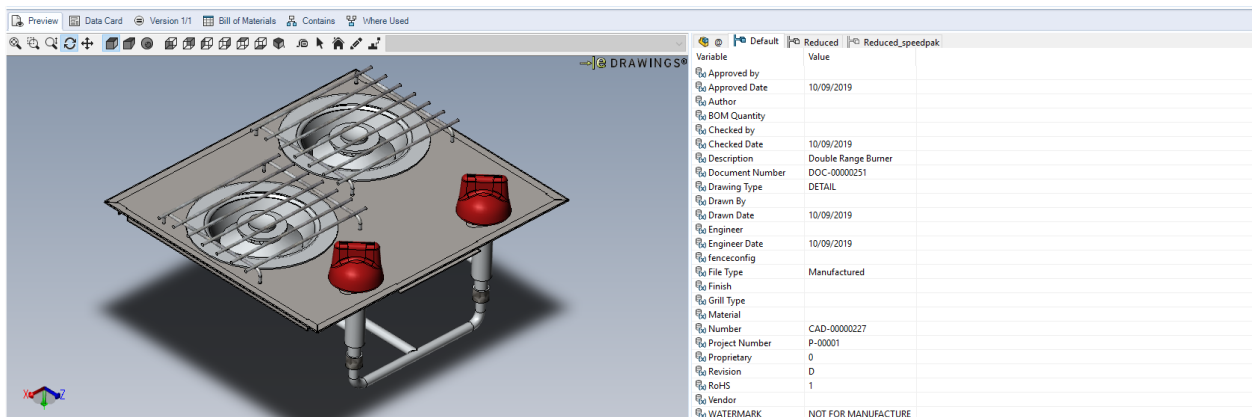 Preview Data Card Version 1/1 Bill of Materials Contains Where Used
@ Default Reduced Reduced_speedpak
DRAWINGS®
Variable Value
Approved by
Approved Date 10/09/2019
Author
BOM Quantity
Checked by
Checked Date 10/09/2019
Description Double Range Burner
Document Number DOC-00000251
Drawing Type DETAIL
Drawn By
Drawn Date 10/09/2019
Engineer
Engineer Date 10/09/2019
fenceconfig
File Type Manufactured
Finish
Grill Type
Material
Number CAD-00000227
Project Number P-00001
Proprietary 0
Revision D
RoHS 1
Vendor
WATERMARK NOT FOR MANUFACTURE
X Z